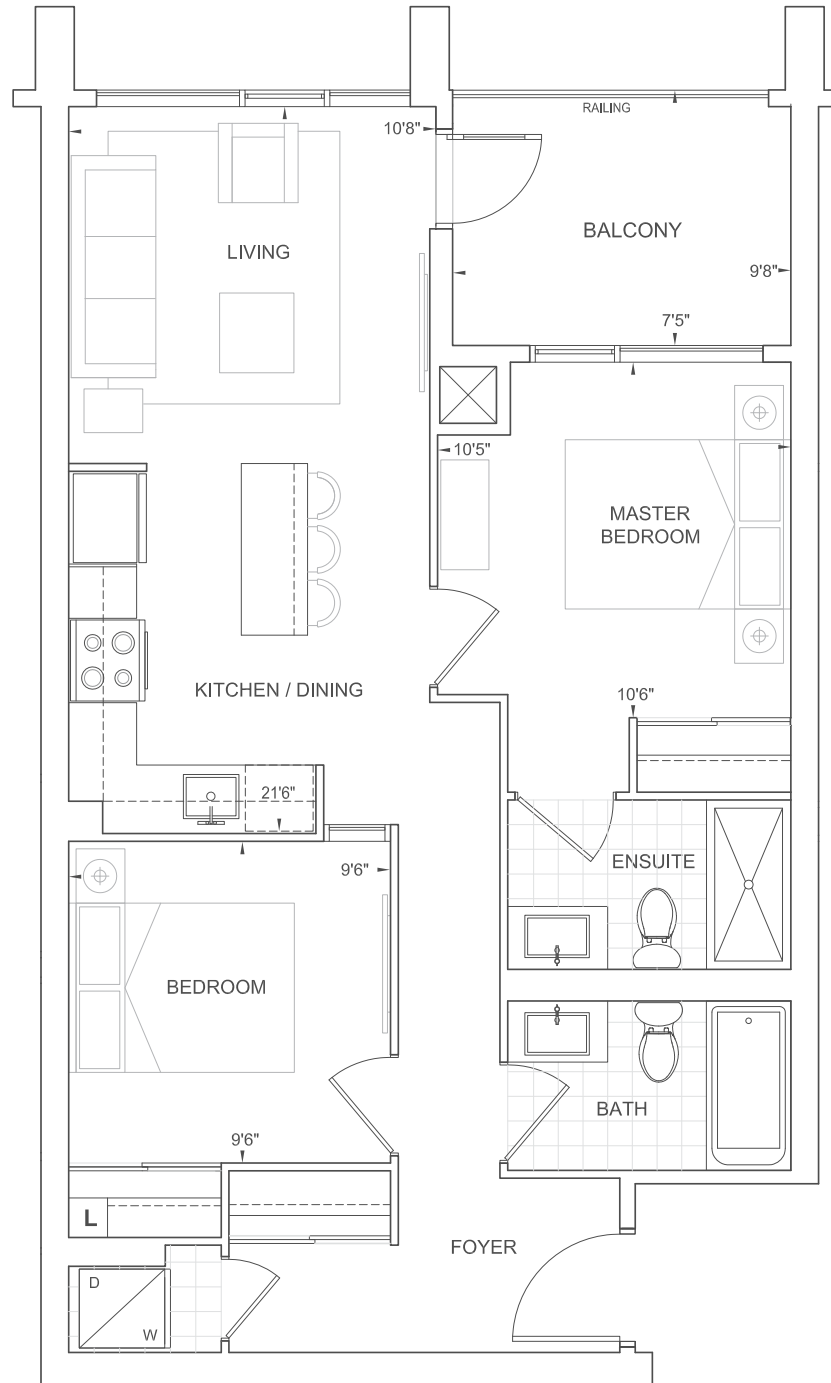 RAILING
10'8"
LIVING
BALCONY
9'8"
7'5"
10'5"
MASTER
BEDROOM
KITCHEN / DINING
10'6"
21'6"
ENSUITE
9'6"
BEDROOM
BATH
9'6"
L
FOYER
D
W